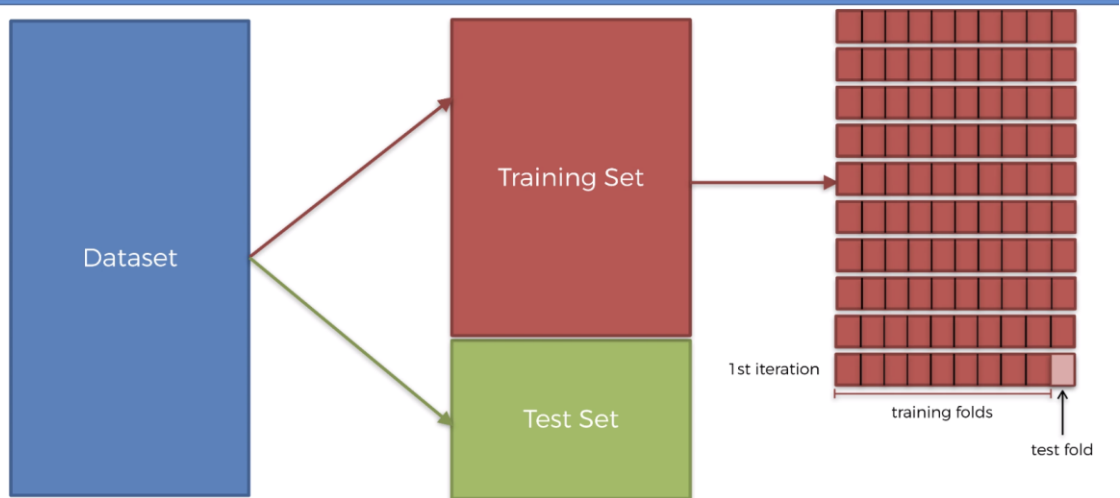 Dataset
Training Set
Test Set
1st iteration
training folds
test fold